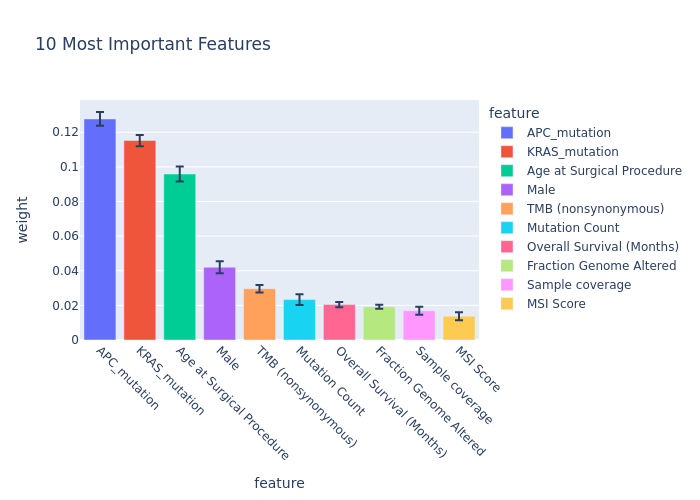 10 Most Important Features
weight
0.12
0.1
0.08
0.06
0.04
0.02
0
APC_mutation
KRAS_mutation
Age at Surgical Procedure
Male
TMB (nonsynonymous)
Mutation Count
Overall Survival (Months)
Fraction Genome Altered
Sample coverage
MSI Score
feature
feature
APC_mutation
KRAS_mutation
Age at Surgical Procedure
Male
TMB (nonsynonymous)
Mutation Count
Overall Survival (Months)
Fraction Genome Altered
Sample coverage
MSI Score